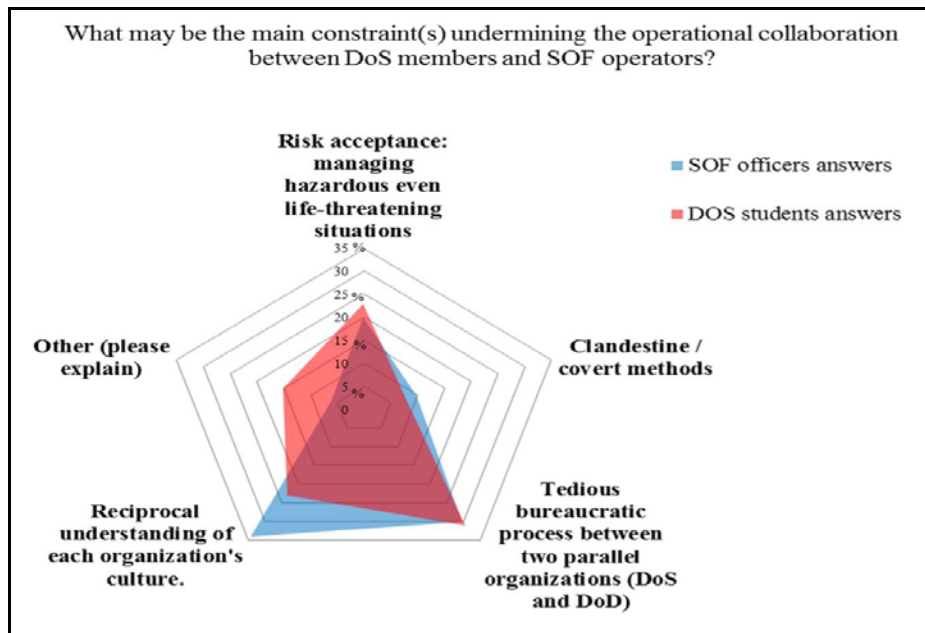 What may be the main constraint(s) undermining the operational collaboration
between DoS members and SOF operators?
Risk acceptance:
managing
hazardous even
life-threatening
situations
SOF officers answers
DOS students answers
35 %
30
25
%
20
15
%
10
5
%
0
Other (please
explain)
Clandestine /
covert methods
Reciprocal
understanding of
each organization's
culture.
Tedious
bureaucratic
process between
two parallel
organizations (DoS
and DoD)